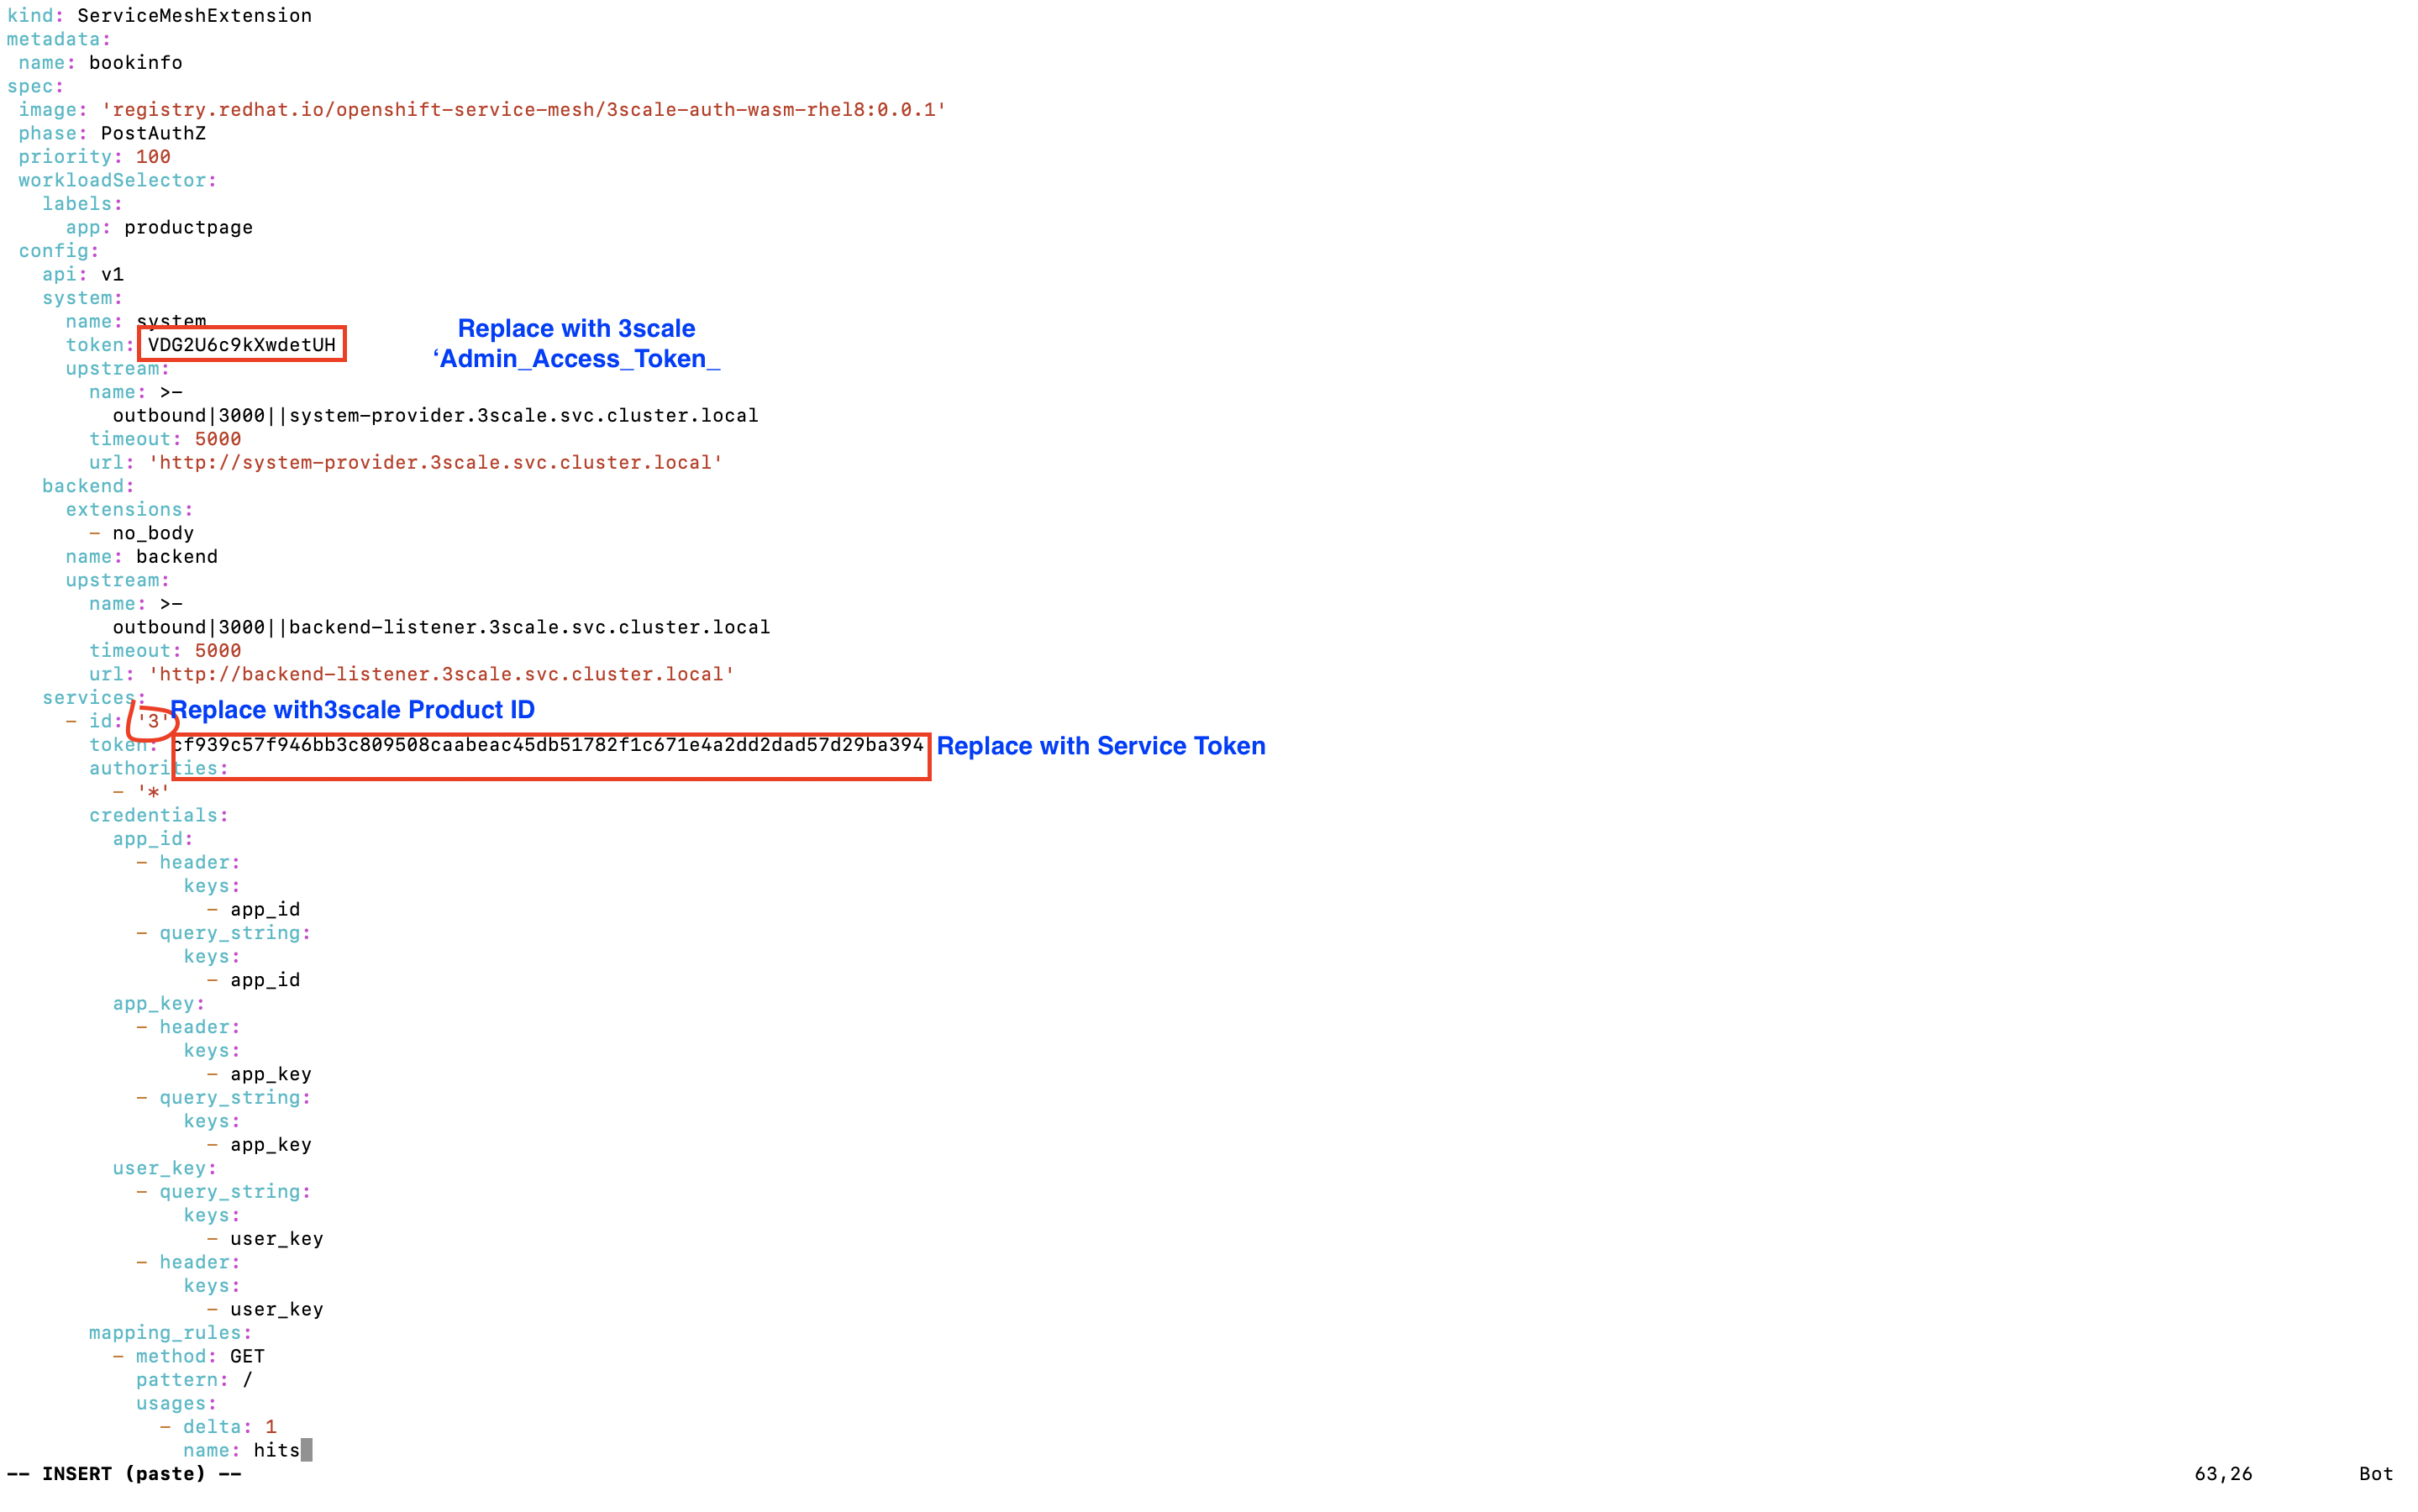 kind: ServiceMeshExtension
metadata:
 name: bookinfo
spec:
 image: 'registry.redhat.io/openshift-service-mesh/3scale-auth-wasm-rhel8:0.0.1'
 phase: PostAuthZ
 priority: 100
 workloadSelector:
   labels:
     app: productpage
 config:
   api: v1
   system:
     name: system
     token: VDG2U6c9kXwdetUH
Replace with 3scale
‘Admin_Access_Token_
     upstream:
       name: >-
         outbound|3000||system-provider.3scale.svc.cluster.local
       timeout: 5000
       url: 'http://system-provider.3scale.svc.cluster.local'
   backend:
     extensions:
       - no_body
     name: backend
     upstream:
       name: >-
         outbound|3000||backend-listener.3scale.svc.cluster.local
       timeout: 5000
       url: 'http://backend-listener.3scale.svc.cluster.local'
   services:
     - id: '3' Replace with3scale Product ID
       token: cf939c57f946bb3c809508caabeac45db51782f1c671e4a2dd2dad57d29ba394 Replace with Service Token
       authorities:
         - '*'
       credentials:
         app_id:
           - header:
               keys:
                 - app_id
           - query_string:
               keys:
                 - app_id
         app_key:
           - header:
               keys:
                 - app_key
           - query_string:
               keys:
                 - app_key
         user_key:
           - query_string:
               keys:
                 - user_key
           - header:
               keys:
                 - user_key
       mapping_rules:
         - method: GET
           pattern: /
           usages:
             - delta: 1
               name: hits
-- INSERT (paste) -- 63,26 Bot